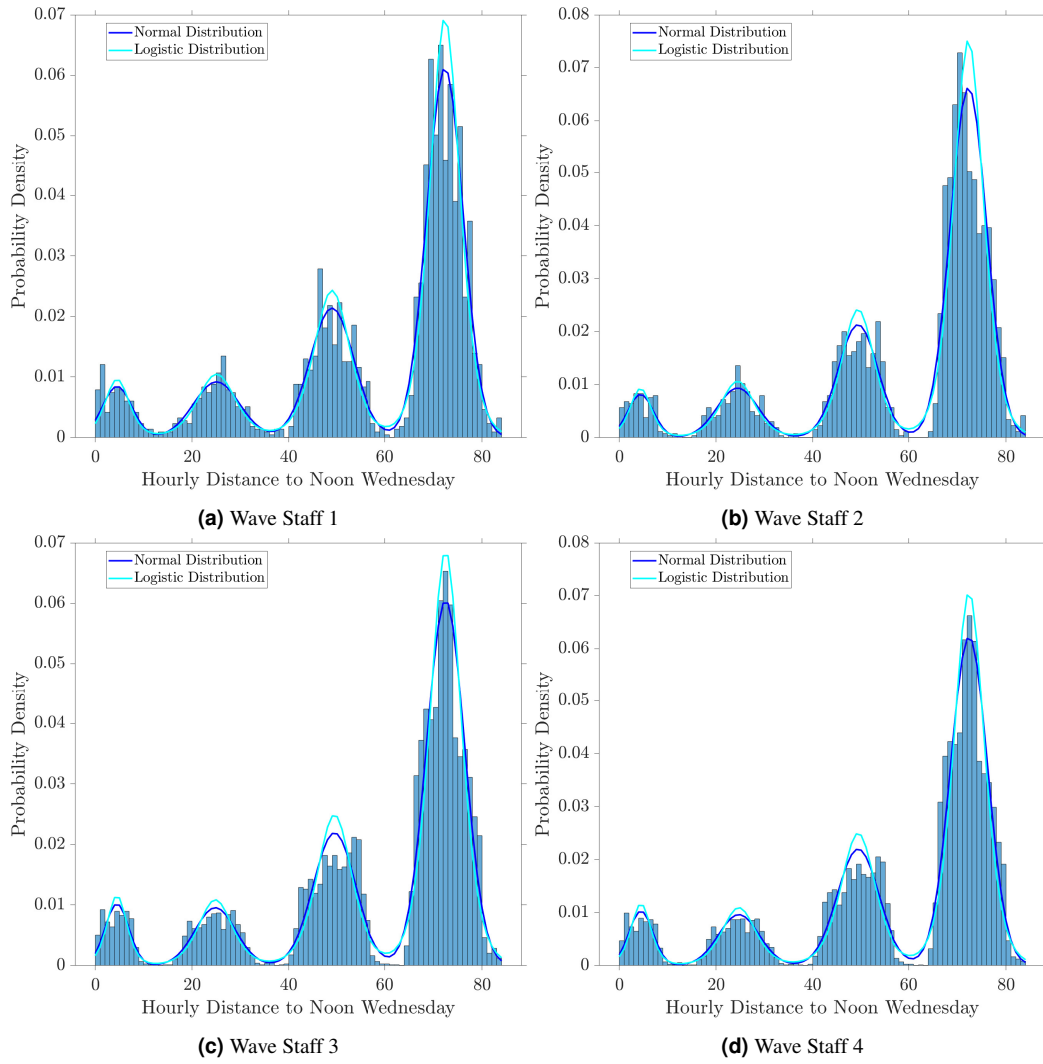 Normal Distribution
Logistic Distribution
0.07
0.06
0.05
0.04
0.03
0.02
0.01
0
Probability Density
0 20 40 60 80
Hourly Distance to Noon Wednesday
(a) Wave Staff 1
Normal Distribution
Logistic Distribution
0.08
0.07
0.06
0.05
0.04
0.03
0.02
0.01
0
Probability Density
0 20 40 60 80
Hourly Distance to Noon Wednesday
(b) Wave Staff 2
Normal Distribution
Logistic Distribution
0.07
0.06
0.05
0.04
0.03
0.02
0.01
0
Probability Density
0 20 40 60 80
Hourly Distance to Noon Wednesday
(c) Wave Staff 3
Normal Distribution
Logistic Distribution
0.08
0.07
0.06
0.05
0.04
0.03
0.02
0.01
0
Probability Density
0 20 40 60 80
Hourly Distance to Noon Wednesday
(d) Wave Staff 4